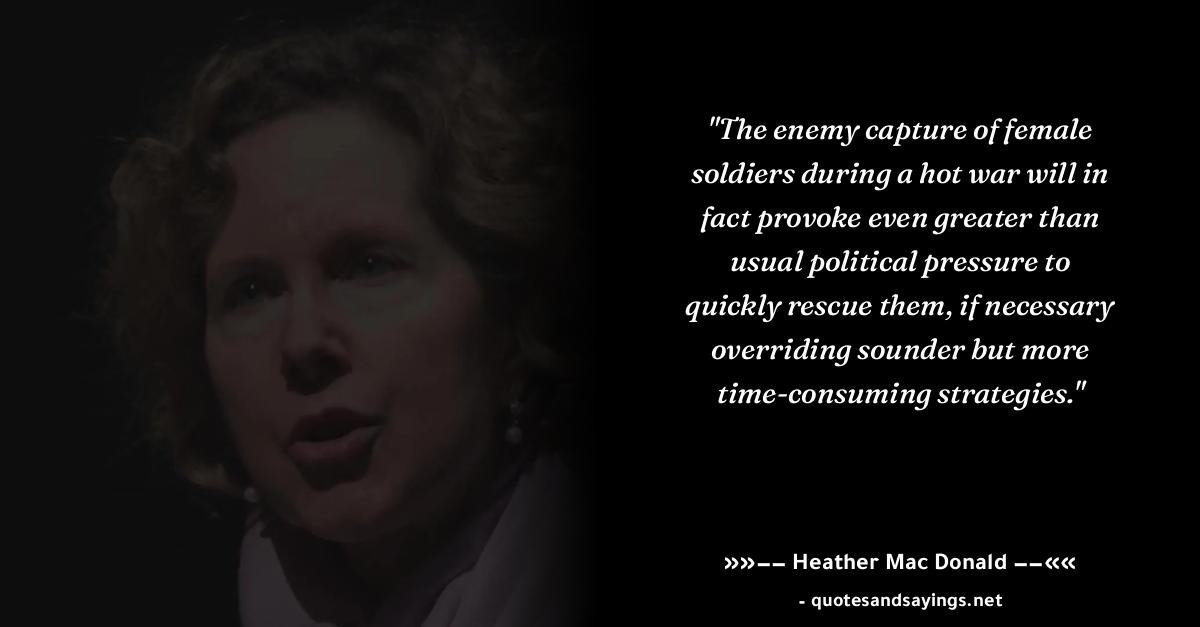 "The enemy capture of female
soldiers during a hot war will in
fact provoke even greater than
usual political pressure to
quickly rescue them, if necessary
overriding sounder but more
time-consuming strategies."
»»–– Heather Mac Donald ––««
- quotesandsayings.net